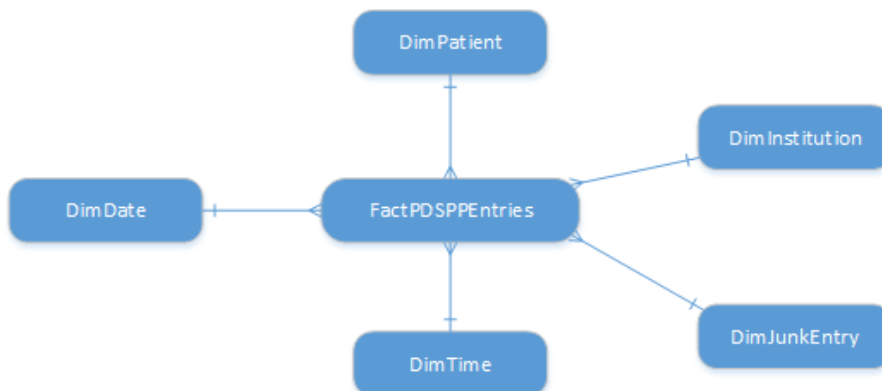 DimPatient
DimInstitution
DimDate
FactPDSPPEntries
DimJunkEntry
DimTime